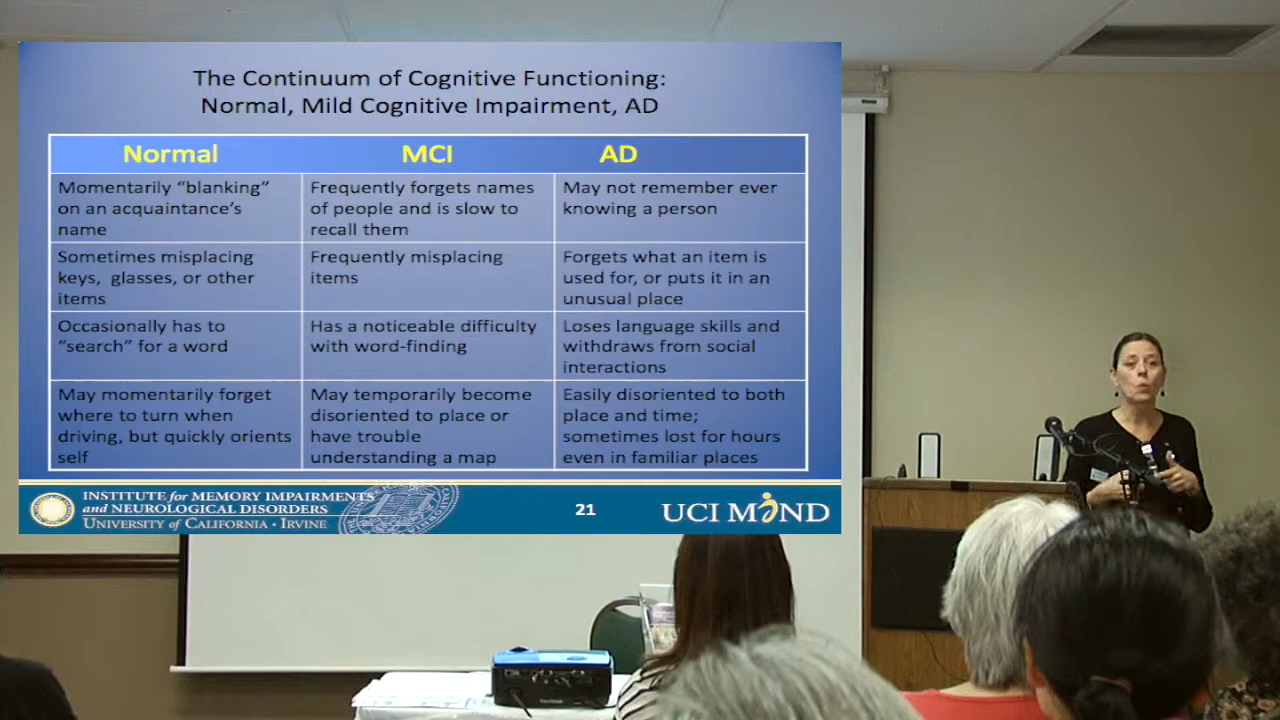 The Continuum of Cognitive Functioning:
Normal, Mild Cognitive Impairment, AD
Normal MCI AD
Momentarily “blanking”
on an acquaintance’s
name
Frequently forgets names
of people and is slow to
recall them
May not remember ever
knowing a person
Sometimes misplacing
keys, glasses, or other
items
Frequently misplacing
items
Forgets what an item is
used for, or puts it in an
unusual place
Occasionally has to
“search” for a word
Has a noticeable difficulty
with word-finding
Loses language skills and
withdraws from social
interactions
May momentarily forget
where to turn when
driving, but quickly orients
self
May temporarily become
disoriented to place or
have trouble
understanding a map
Easily disoriented to both
place and time;
sometimes lost for hours
even in familiar places
INSTITUTE for MEMORY IMPAIRMENTS
and NEUROLOGICAL DISORDERS
UNIVERSITY of CALIFORNIA • IRVINE
21
UCI MIND